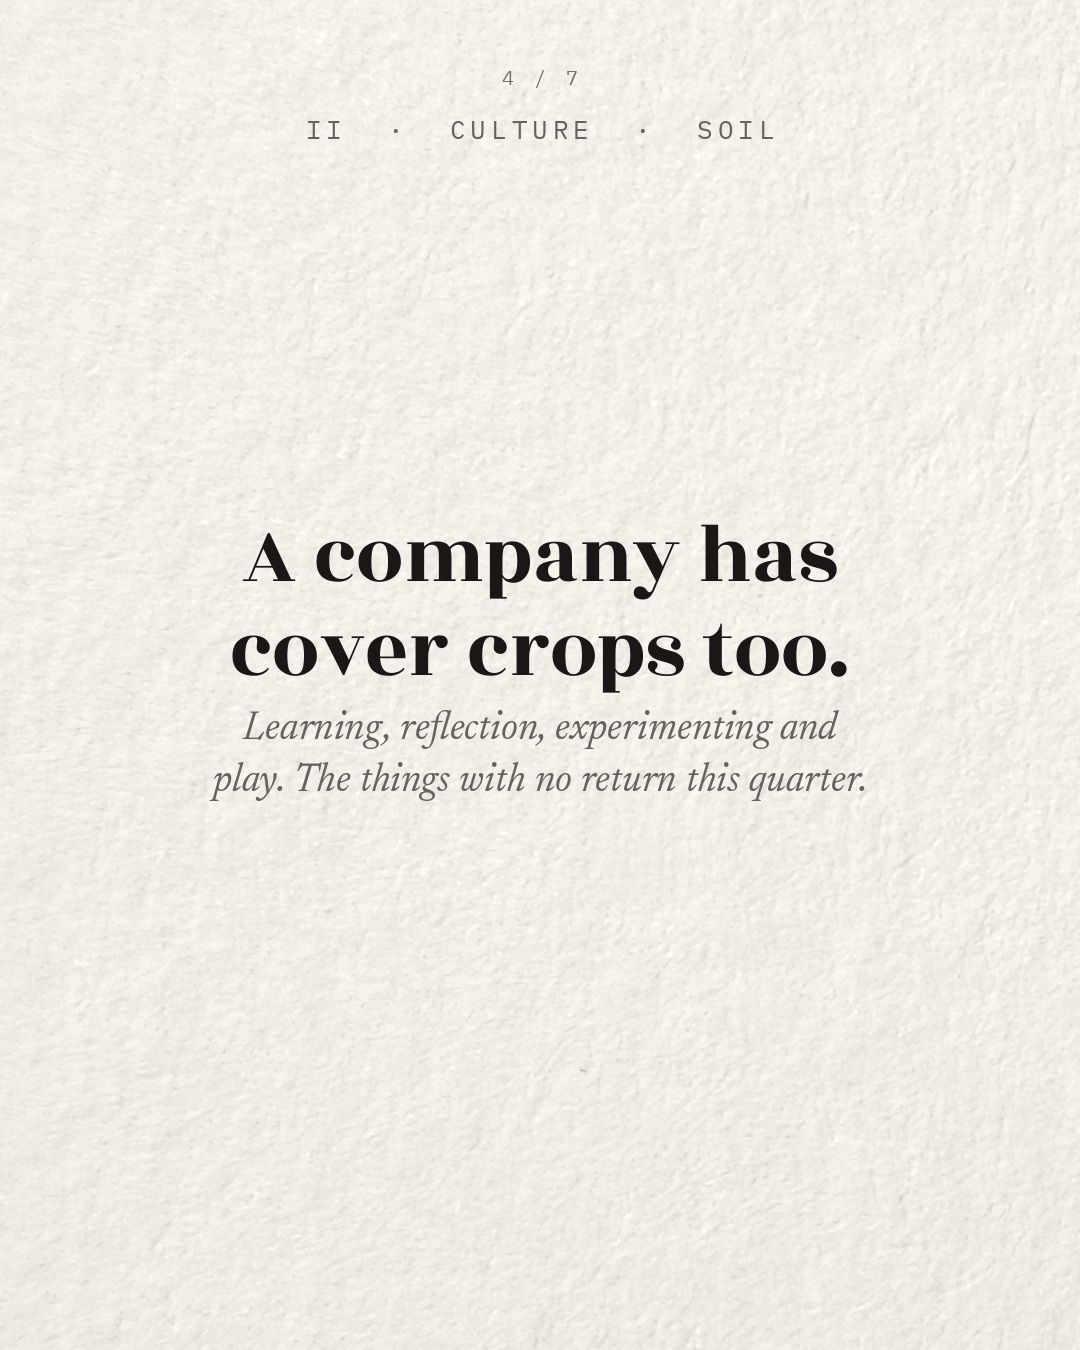 4 / 7
II · CULTURE · SOIL
A company has
cover crops too.
Learning, reflection, experimenting and
play. The things with no return this quarter.